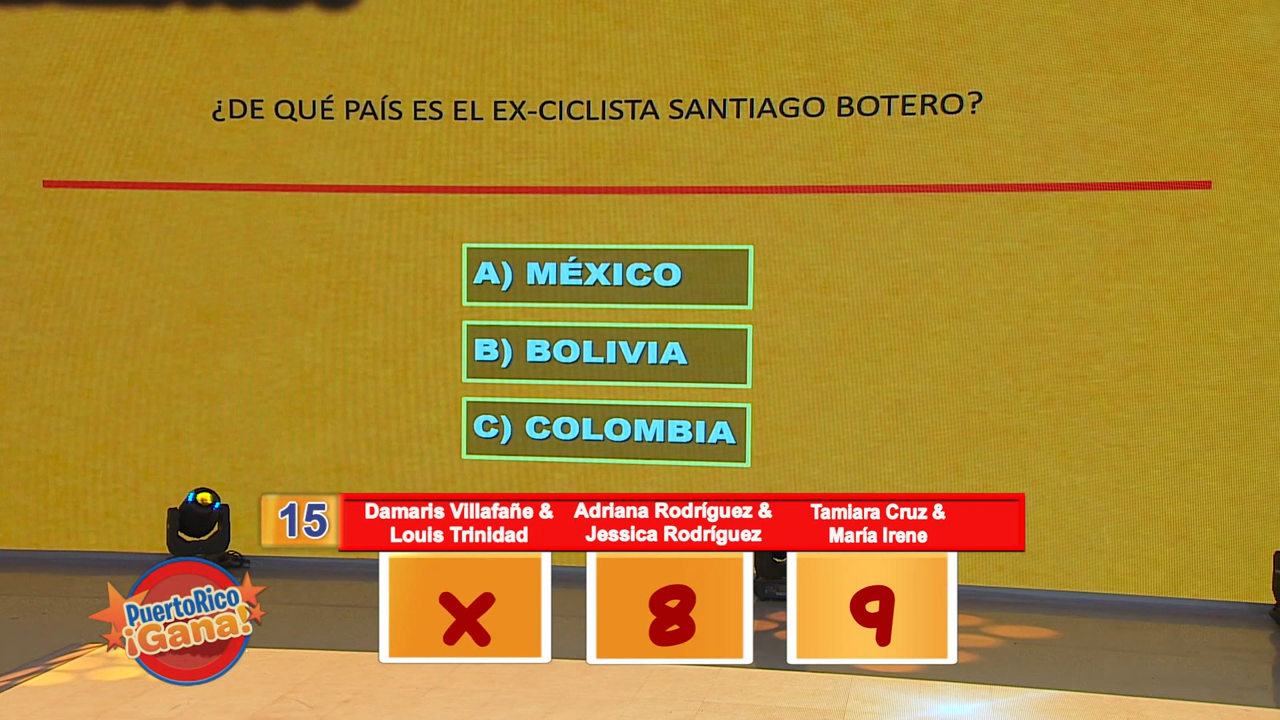 ¿DE QUÉ PAÍS ES EL EX-CICLISTA SANTIAGO BOTERO?
A) MÉXICO
B) BOLIVIA
C) COLOMBIA
15
Damaris Villafañe &
Louis Trinidad
Adriana Rodríguez &
Jessica Rodríguez
Tamiara Cruz &
María Irene
X
8
9
PuertoRico
¡Gana!